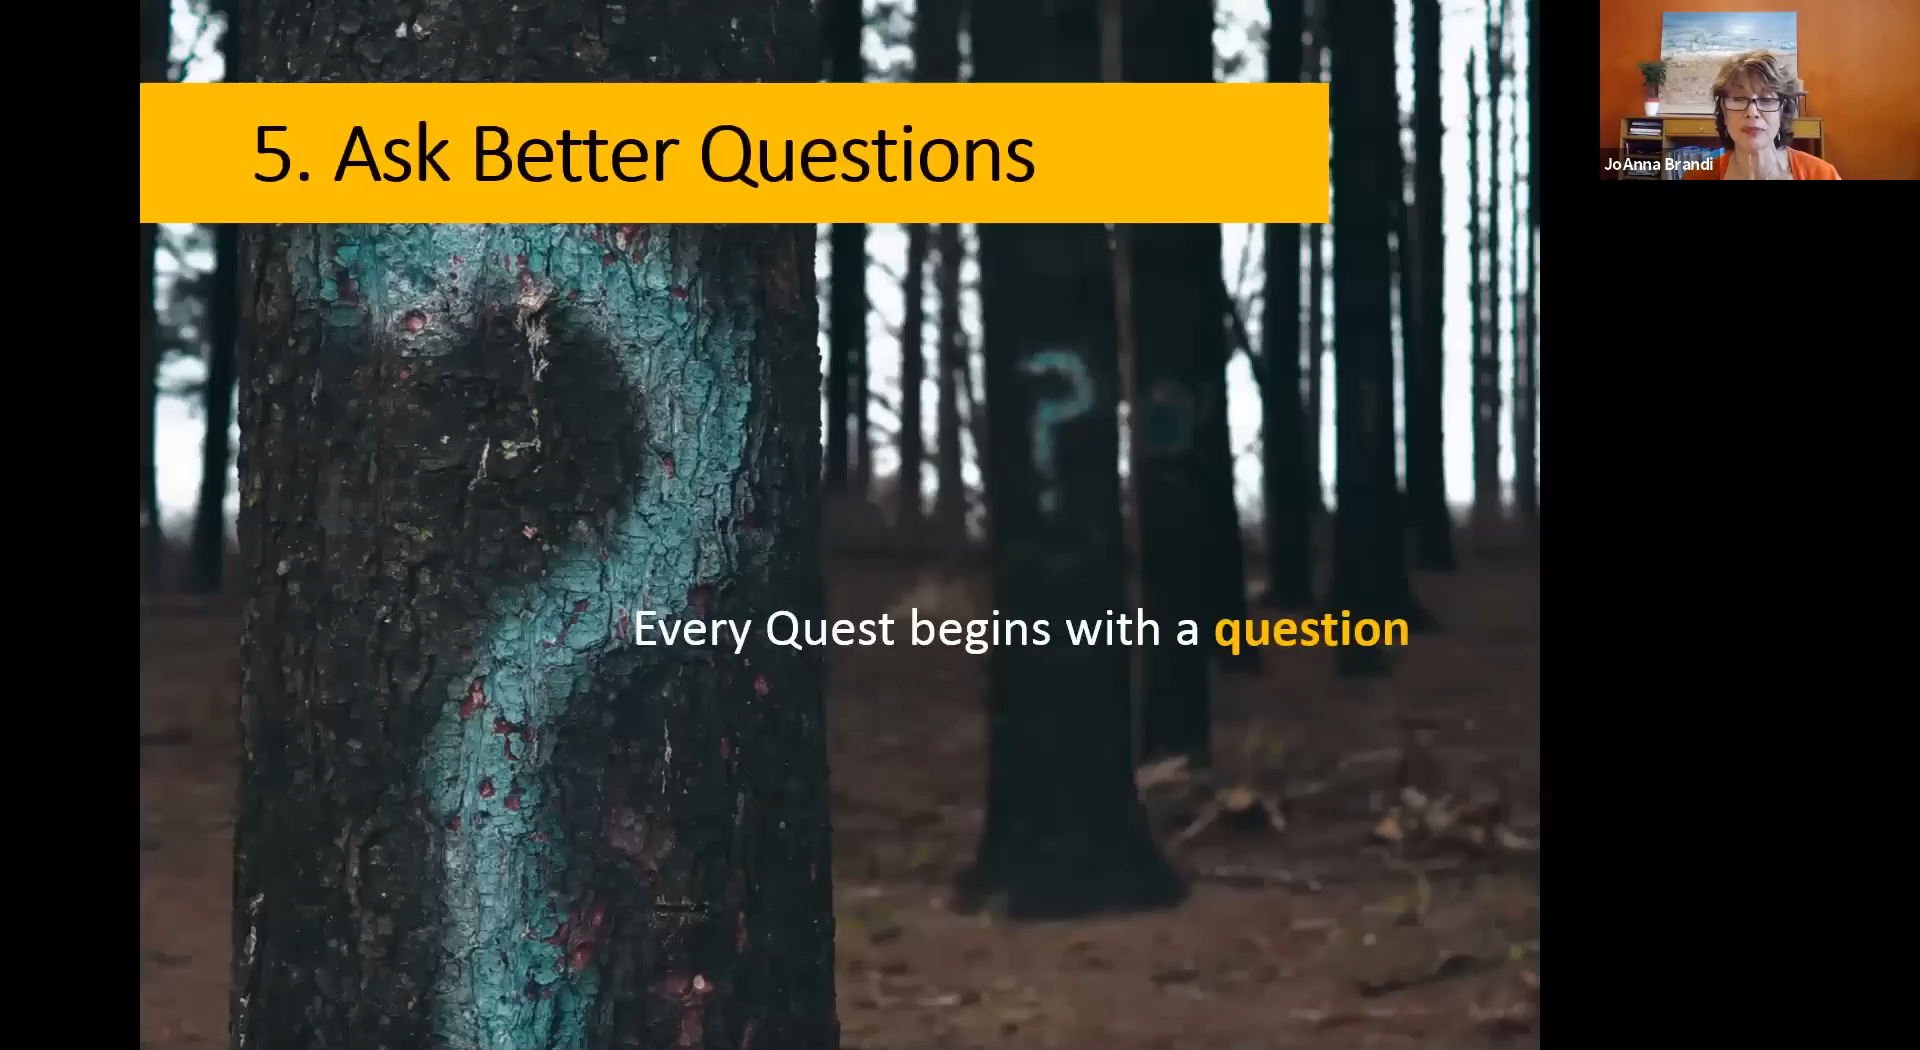 5. Ask Better Questions
JoAnna Brandi
?
Every Quest begins with a question